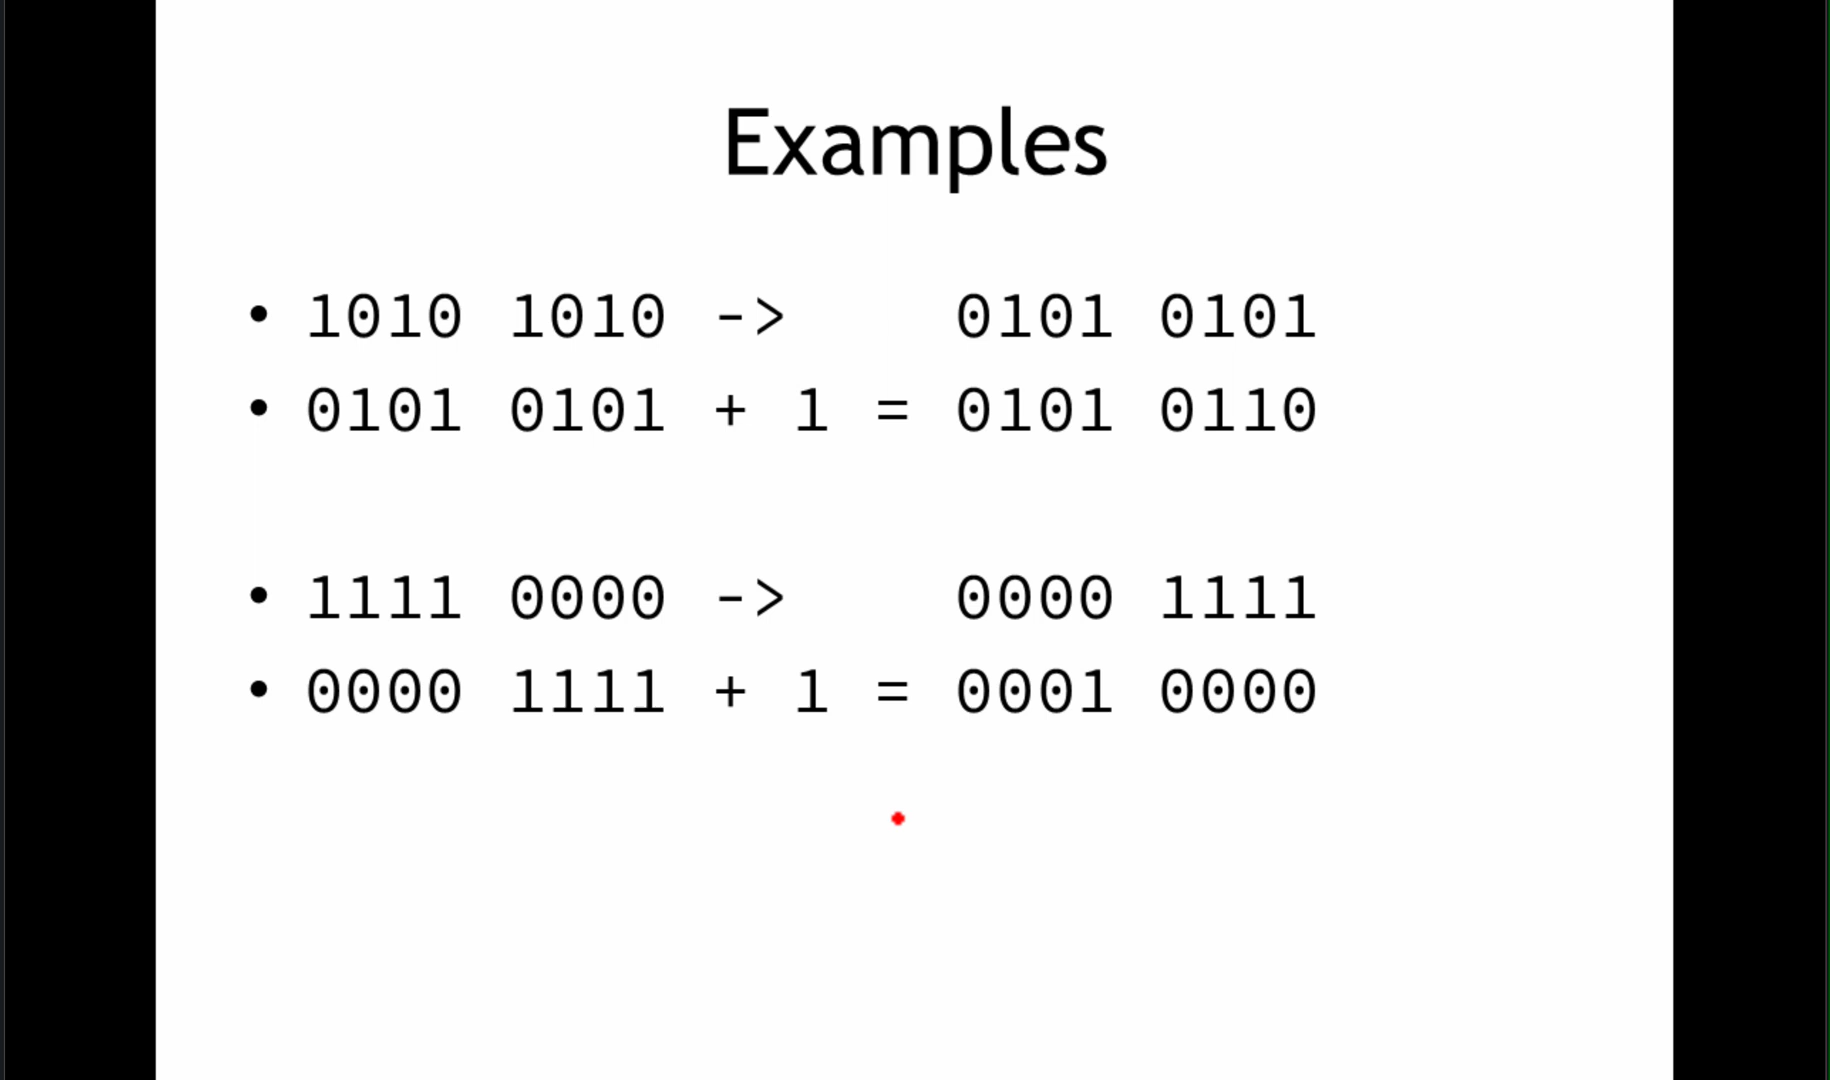 Examples
• 1010 1010 -> 0101 0101
• 0101 0101 + 1 = 0101 0110
• 1111 0000 -> 0000 1111
• 0000 1111 + 1 = 0001 0000